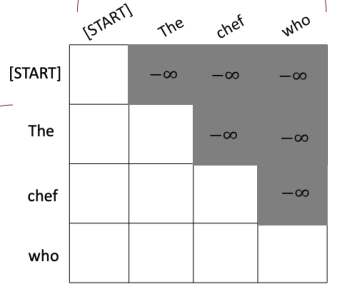 [START] The chef who
[START] −∞ −∞ −∞
The −∞ −∞
chef −∞
who